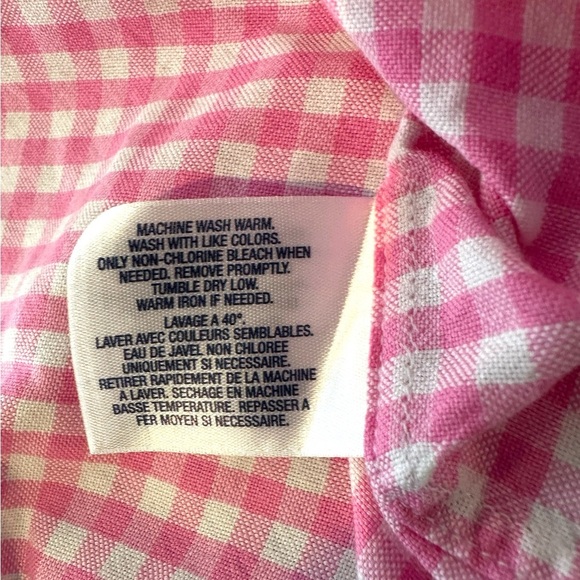 MACHINE WASH WARM.
WASH WITH LIKE COLORS.
ONLY NON-CHLORINE BLEACH WHEN
NEEDED. REMOVE PROMPTLY.
TUMBLE DRY LOW.
WARM IRON IF NEEDED.
LAVAGE A 40°.
LAVER AVEC COULEURS SEMBLABLES.
EAU DE JAVEL NON CHLOREE
UNIQUEMENT SI NECESSAIRE.
RETIRER RAPIDEMENT DE LA MACHINE
A LAVER. SECHAGE EN MACHINE
BASSE TEMPERATURE. REPASSER A
FER MOYEN SI NECESSAIRE.